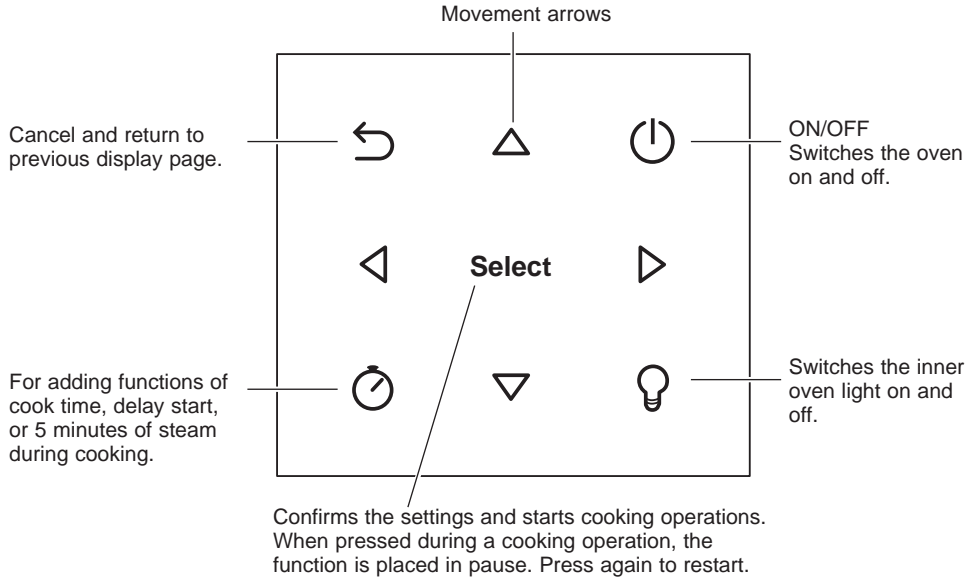 Movement arrows
Cancel and return to
previous display page.
ON/OFF
Switches the oven
on and off.
Select
For adding functions of
cook time, delay start,
or 5 minutes of steam
during cooking.
Switches the inner
oven light on and
off.
Confirms the settings and starts cooking operations.
When pressed during a cooking operation, the
function is placed in pause. Press again to restart.